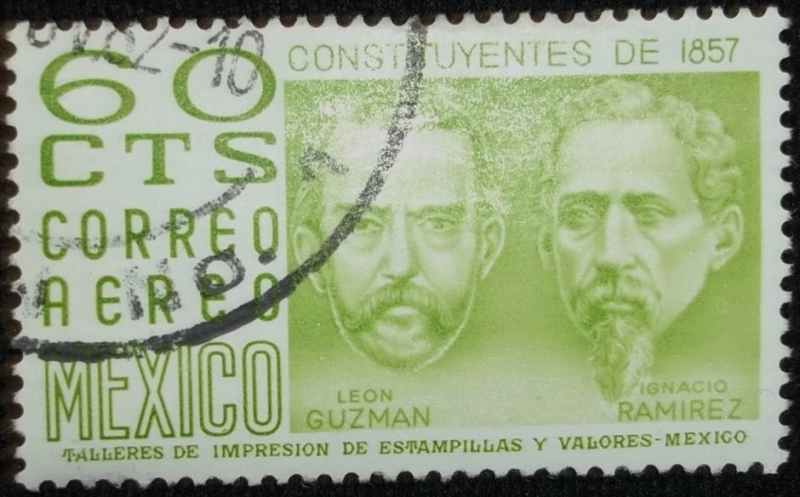 CONSTITUYENTES DE 1857
60
CTS
CORREO
AEREO
MEXICO
LEON
GUZMAN
IGNACIO
RAMIREZ
TALLERES DE IMPRESION DE ESTAMPILLAS Y VALORES-MEXICO